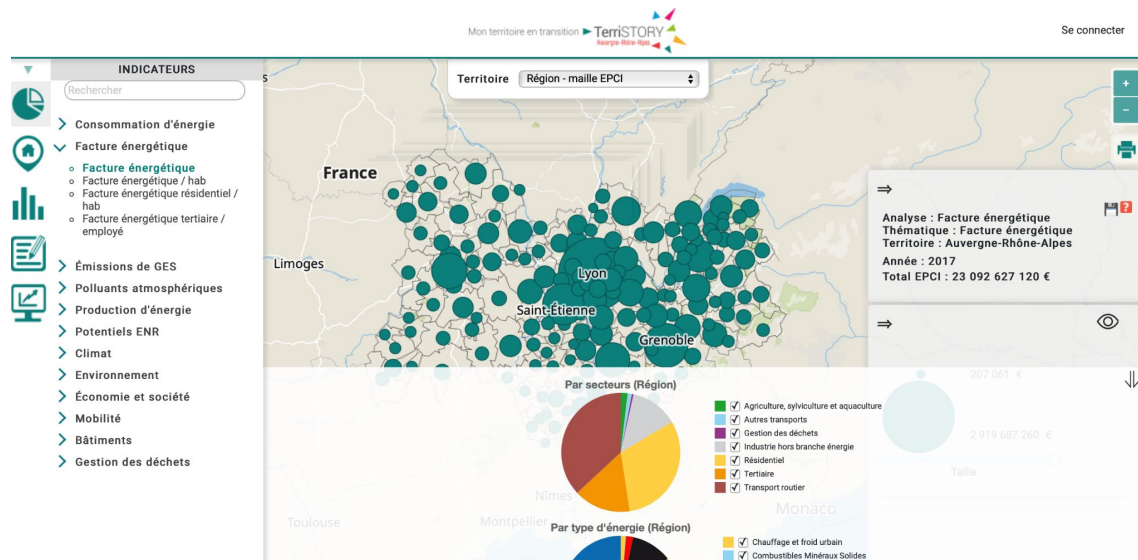 Mon territoire en transition
TerriSTORY
Auvergne-Rhône-Alpes
Se connecter
INDICATEURS
Rechercher
Consommation d'énergie
Facture énergétique
Facture énergétique
Facture énergétique / hab
Facture énergétique résidentiel /
hab
Facture énergétique tertiaire /
employé
Émissions de GES
Polluants atmosphériques
Production d'énergie
Potentiels ENR
Climat
Environnement
Économie et société
Mobilité
Bâtiments
Gestion des déchets
Territoire
Région - maille EPCI
s
France
Limoges
Lyon
Saint-Étienne
Grenoble
Nîmes
Toulouse
Montpellier
Monaco
+
−
⇒
?
Analyse : Facture énergétique
Thématique : Facture énergétique
Territoire : Auvergne-Rhône-Alpes
Année : 2017
Total EPCI : 23 092 627 120 €
⇒
207 061 €
2 919 687 260 €
Taille
Par secteurs (Région)
Agriculture, sylviculture et aquaculture
Autres transports
Gestion des déchets
Industrie hors branche énergie
Résidentiel
Tertiaire
Transport routier
Par type d'énergie (Région)
Chauffage et froid urbain
Combustibles Minéraux Solides